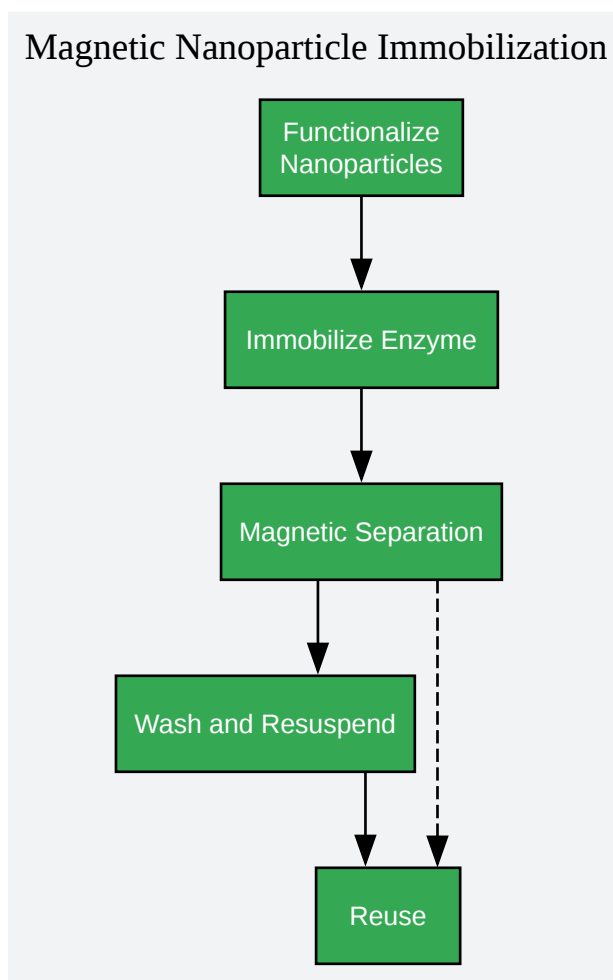 Magnetic Nanoparticle Immobilization
Functionalize
Nanoparticles
Immobilize Enzyme
Magnetic Separation
Wash and Resuspend
Reuse